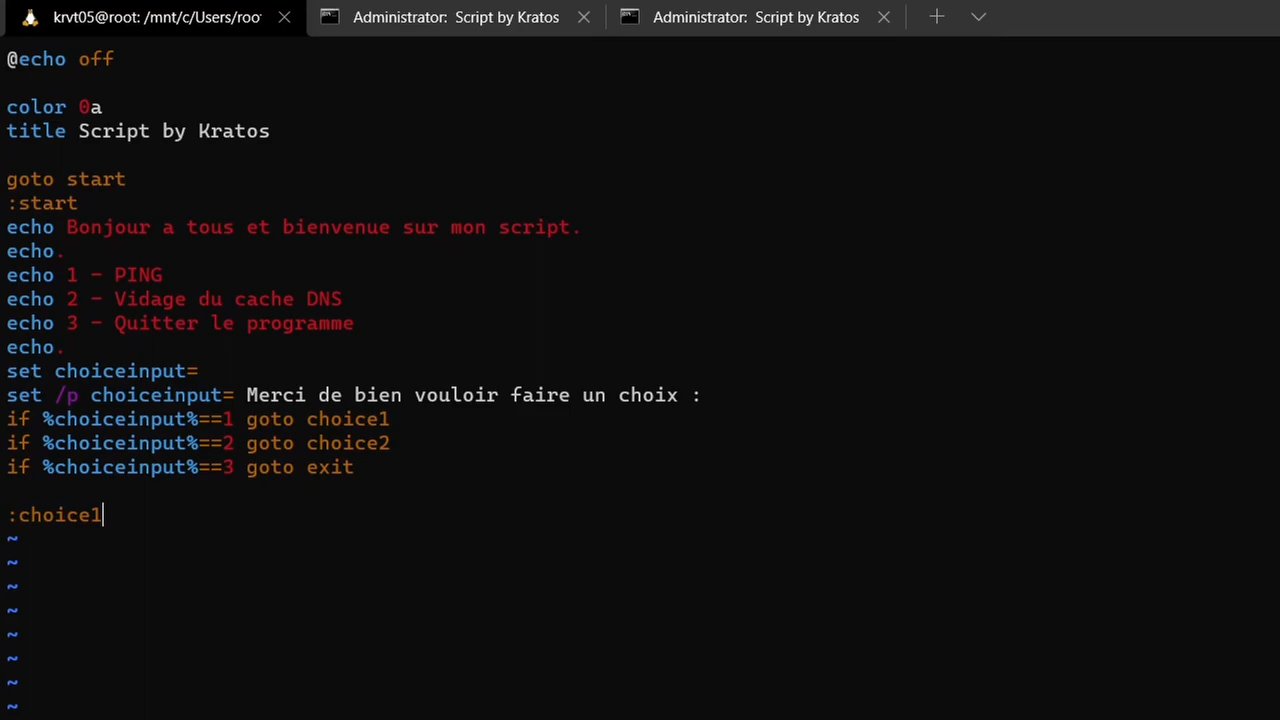 krvt05@root: /mnt/c/Users/roo
Administrator: Script by Kratos
Administrator: Script by Kratos
@echo off
color 0a
title Script by Kratos
goto start
:start
echo Bonjour a tous et bienvenue sur mon script.
echo.
echo 1 - PING
echo 2 - Vidage du cache DNS
echo 3 - Quitter le programme
echo.
set choiceinput=
set /p choiceinput= Merci de bien vouloir faire un choix :
if %choiceinput%==1 goto choice1
if %choiceinput%==2 goto choice2
if %choiceinput%==3 goto exit
:choice1
~
~
~
~
~
~
~
~